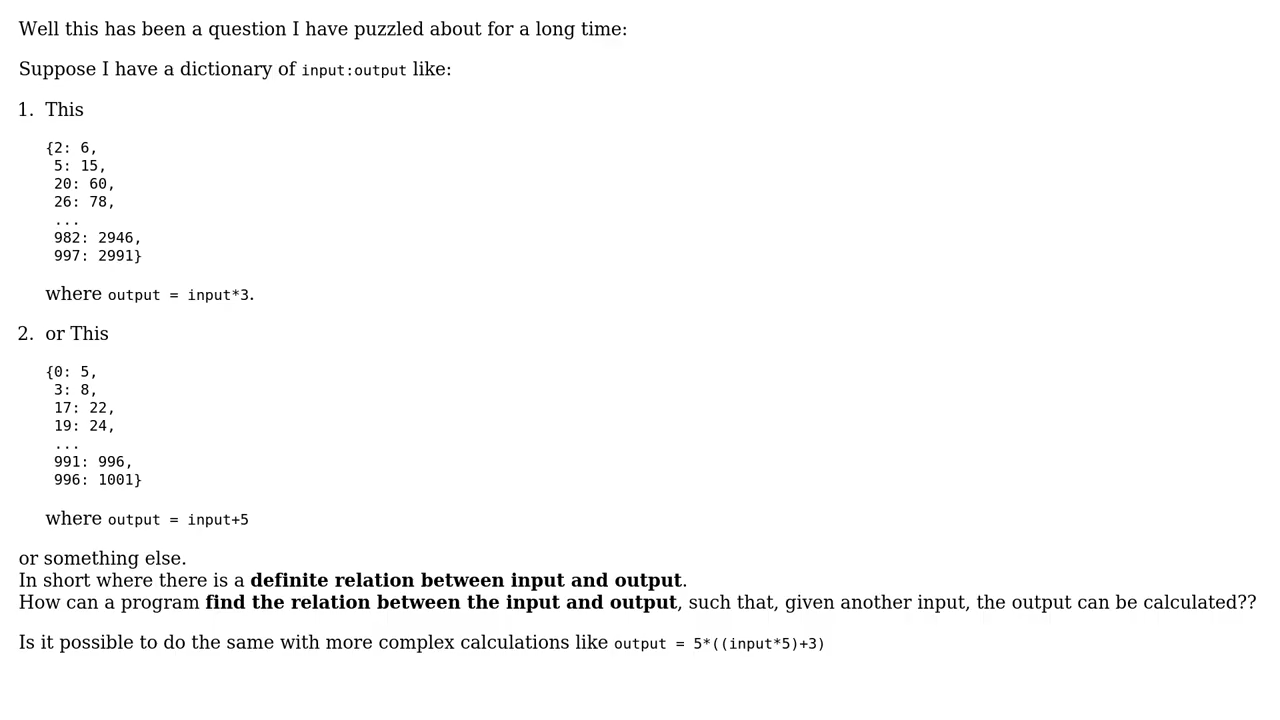 Well this has been a question I have puzzled about for a long time:
Suppose I have a dictionary of input:output like:
1. This
{2: 6,
5: 15,
20: 60,
26: 78,
...
982: 2946,
997: 2991}
where output = input*3.
2. or This
{0: 5,
3: 8,
17: 22,
19: 24,
...
991: 996,
996: 1001}
where output = input+5
or something else.
In short where there is a definite relation between input and output.
How can a program find the relation between the input and output, such that, given another input, the output can be calculated??
Is it possible to do the same with more complex calculations like output = 5*((input*5)+3)